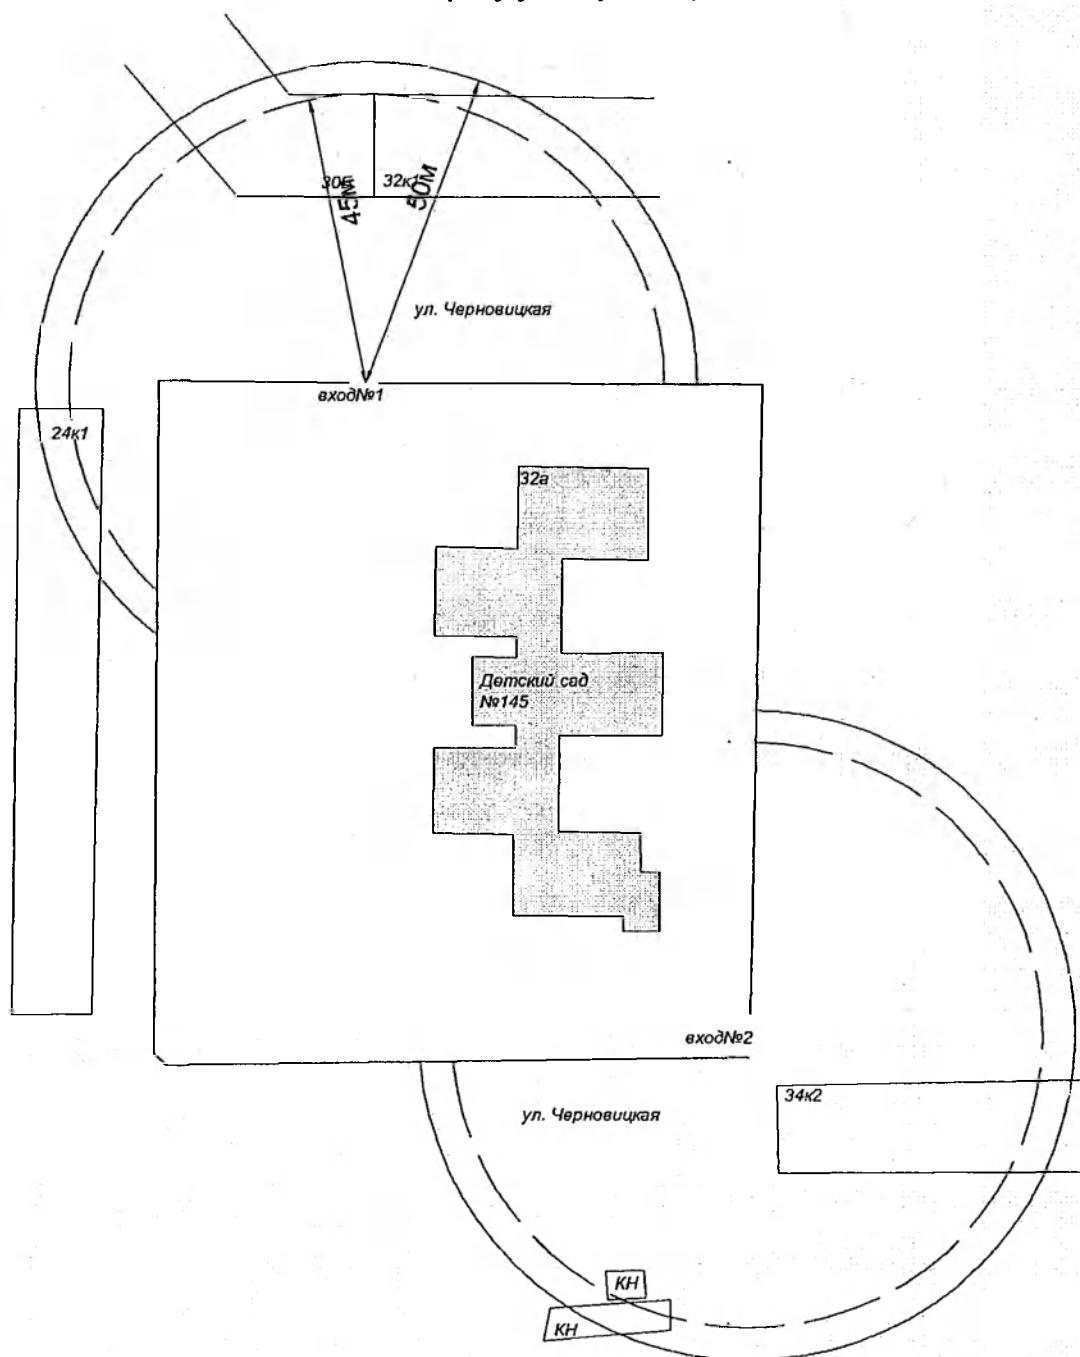 30Б 32к1
45м 50м
ул. Черновицкая
вход№1
24к1
32а
Детский сад
№145
вход№2
34к2
ул. Черновицкая
КН
КН